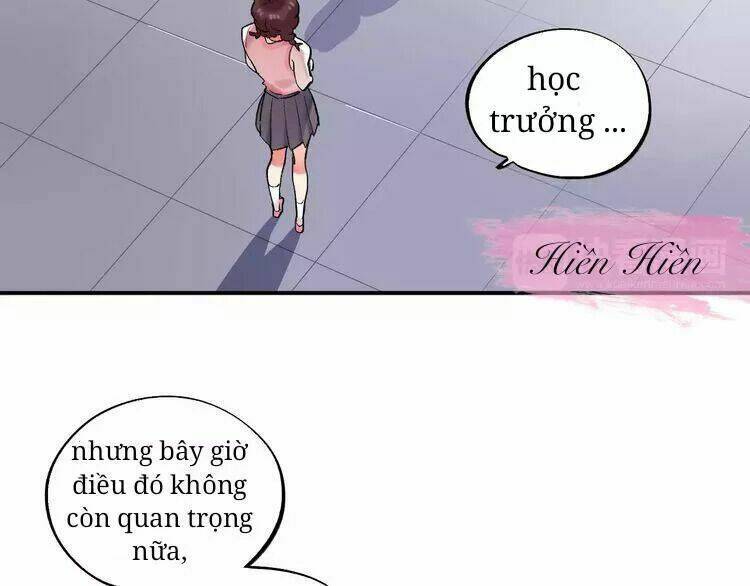 học
trưởng ...
Hiền Hiền
nhưng bây giờ
điều đó không
còn quan trọng
nữa,